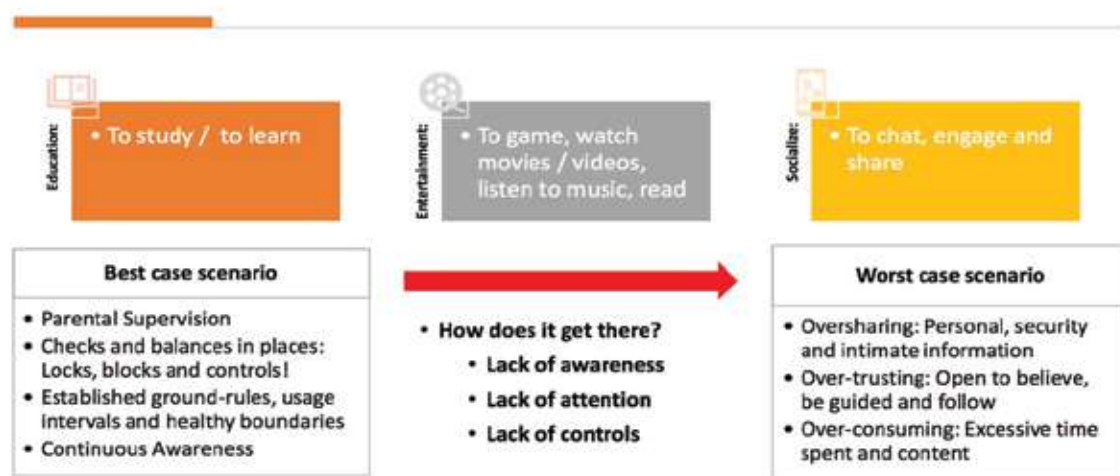 Education:
• To study / to learn
Entertainment:
• To game, watch
movies / videos,
listen to music, read
Socialize:
• To chat, engage and
share
Best case scenario
• Parental Supervision
• Checks and balances in places:
Locks, blocks and controls!
• Established ground-rules, usage
intervals and healthy boundaries
• Continuous Awareness
• How does it get there?
• Lack of awareness
• Lack of attention
• Lack of controls
Worst case scenario
• Oversharing: Personal, security
and intimate information
• Over-trusting: Open to believe,
be guided and follow
• Over-consuming: Excessive time
spent and content